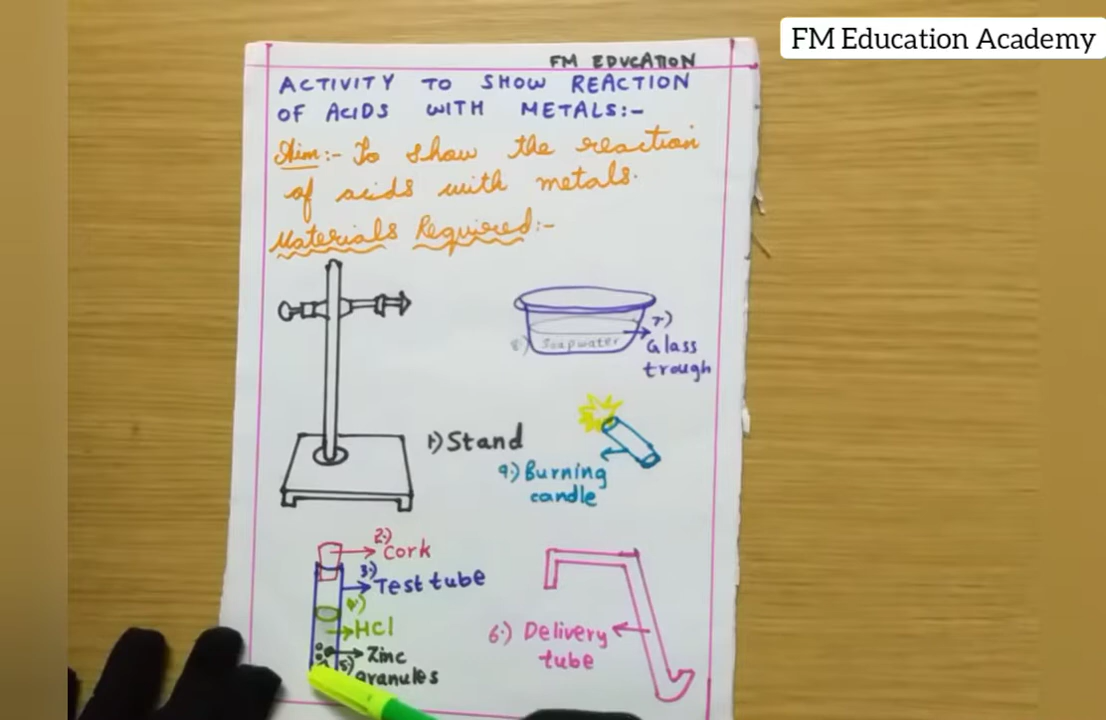 FM Education Academy
FM EDUCATION
ACTIVITY TO SHOW REACTION
OF ACIDS WITH METALS:-
Aim:- To show the reaction
of acids with metals.
Materials Required:-
7.)
8.) Soapwater
Glass
trough
1.) Stand
9.) Burning
candle
2.) Cork
3.) Test tube
4.)
HCl
Zinc
5.) granules
6.) Delivery
tube